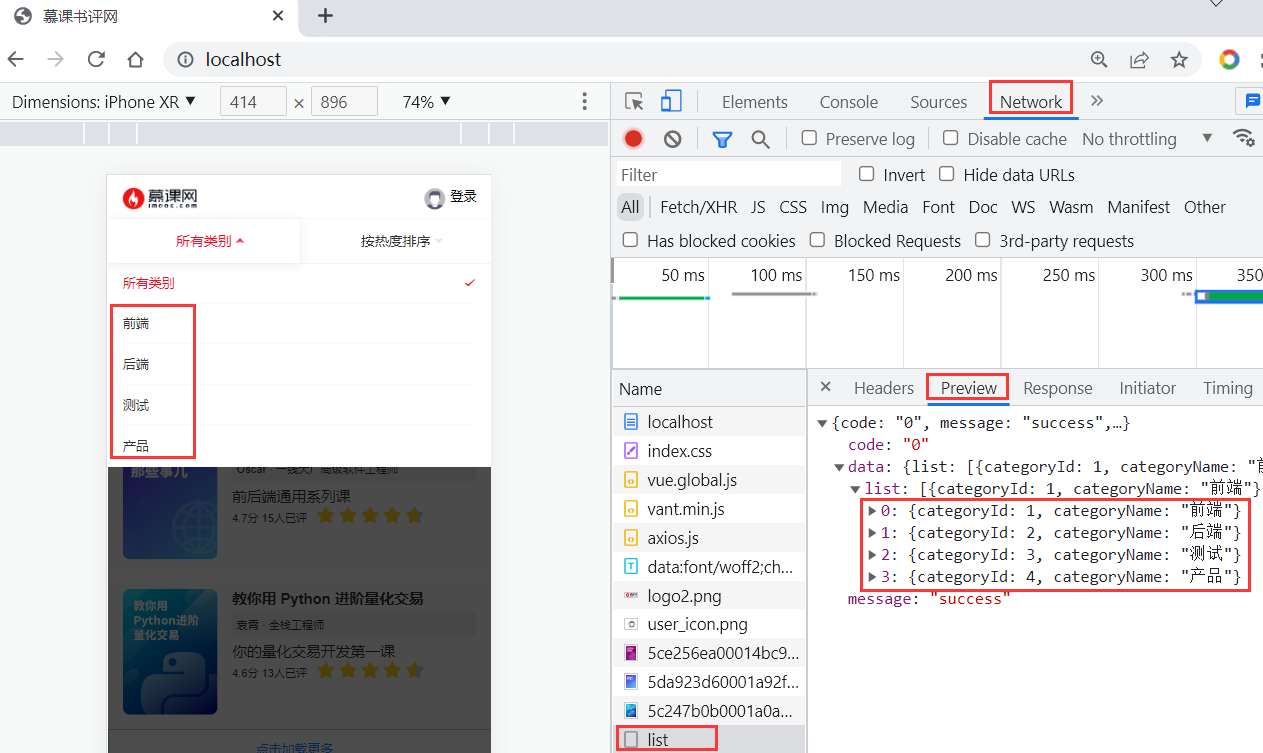 慕课书评网
localhost
Dimensions: iPhone XR ▼ 414 × 896 74% ▼
Elements Console Sources Network »
Preserve log Disable cache No throttling ▼
Filter Invert Hide data URLs
All Fetch/XHR JS CSS Img Media Font Doc WS Wasm Manifest Other
Has blocked cookies Blocked Requests 3rd-party requests
50 ms 100 ms 150 ms 200 ms 250 ms 300 ms 350
慕课网
imooc.com
登录
所有类别 按热度排序
所有类别
前端
后端
测试
产品
那些事儿
Oscar · 一线大厂高级软件工程师
前后端通用系列课
4.7分 15人已评
教你用
Python进阶
量化交易
教你用 Python 进阶量化交易
袁霄 · 全栈工程师
你的量化交易开发第一课
4.6分 13人已评
点击加载更多
Name
localhost
index.css
vue.global.js
vant.min.js
axios.js
data:font/woff2;ch...
logo2.png
user_icon.png
5ce256ea00014bc9...
5da923d60001a92f...
5c247b0b0001a0a...
list
× Headers Preview Response Initiator Timing
▼{code: "0", message: "success",…}
code: "0"
▼data: {list: [{categoryId: 1, categoryName: "前
▼list: [{categoryId: 1, categoryName: "前端"}
▶0: {categoryId: 1, categoryName: "前端"}
▶1: {categoryId: 2, categoryName: "后端"}
▶2: {categoryId: 3, categoryName: "测试"}
▶3: {categoryId: 4, categoryName: "产品"}
message: "success"